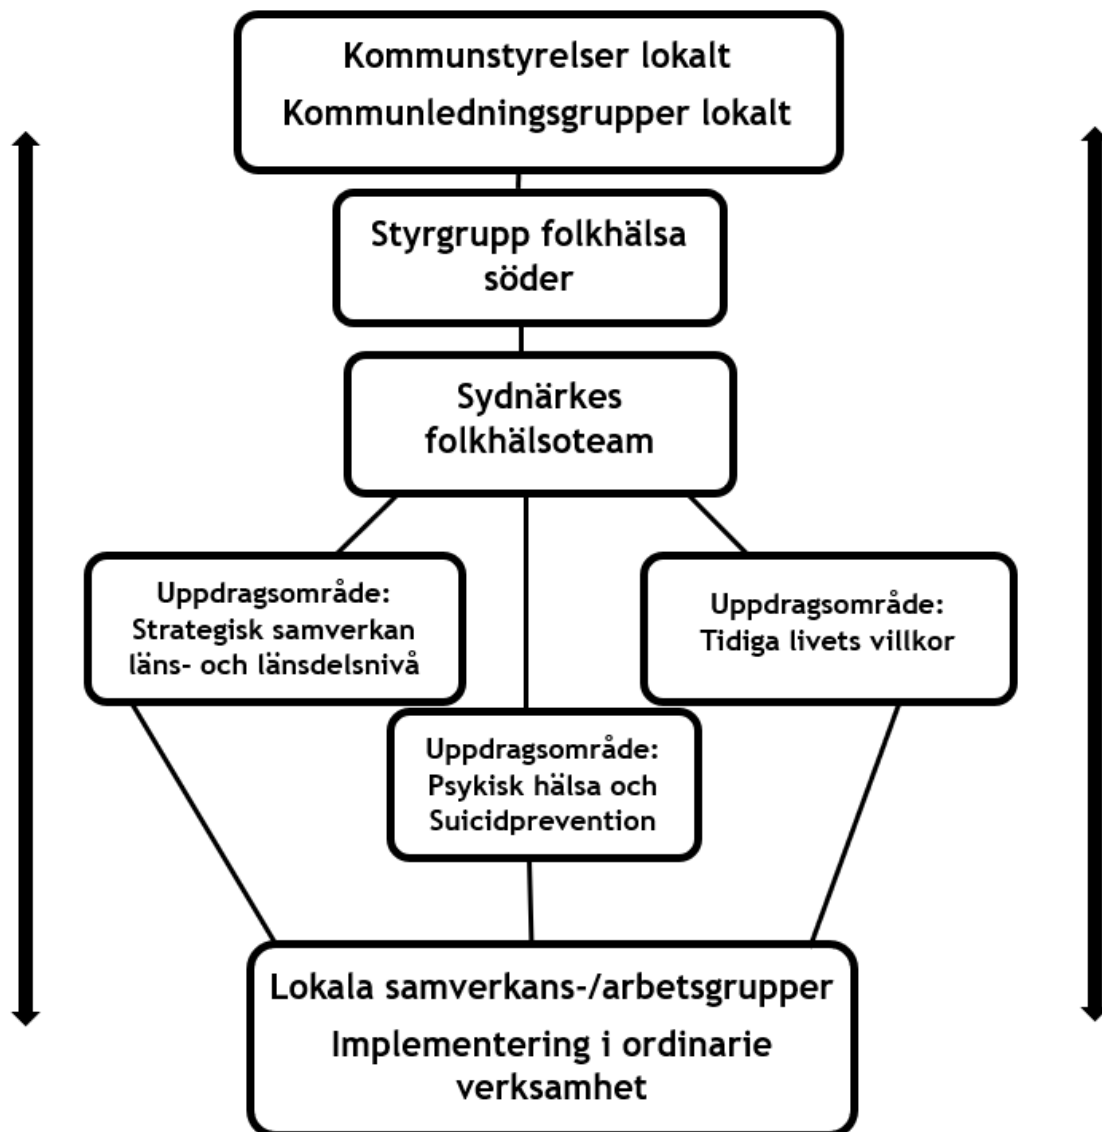 Kommunstyrelser lokalt
Kommunledningsgrupper lokalt
Styrgrupp folkhälsa
söder
Sydnärkes
folkhälsoteam
Uppdragsområde:
Strategisk samverkan
läns- och länsdelsnivå
Uppdragsområde:
Tidiga livets villkor
Uppdragsområde:
Psykisk hälsa och
Suicidprevention
Lokala samverkans-/arbetsgrupper
Implementering i ordinarie
verksamhet